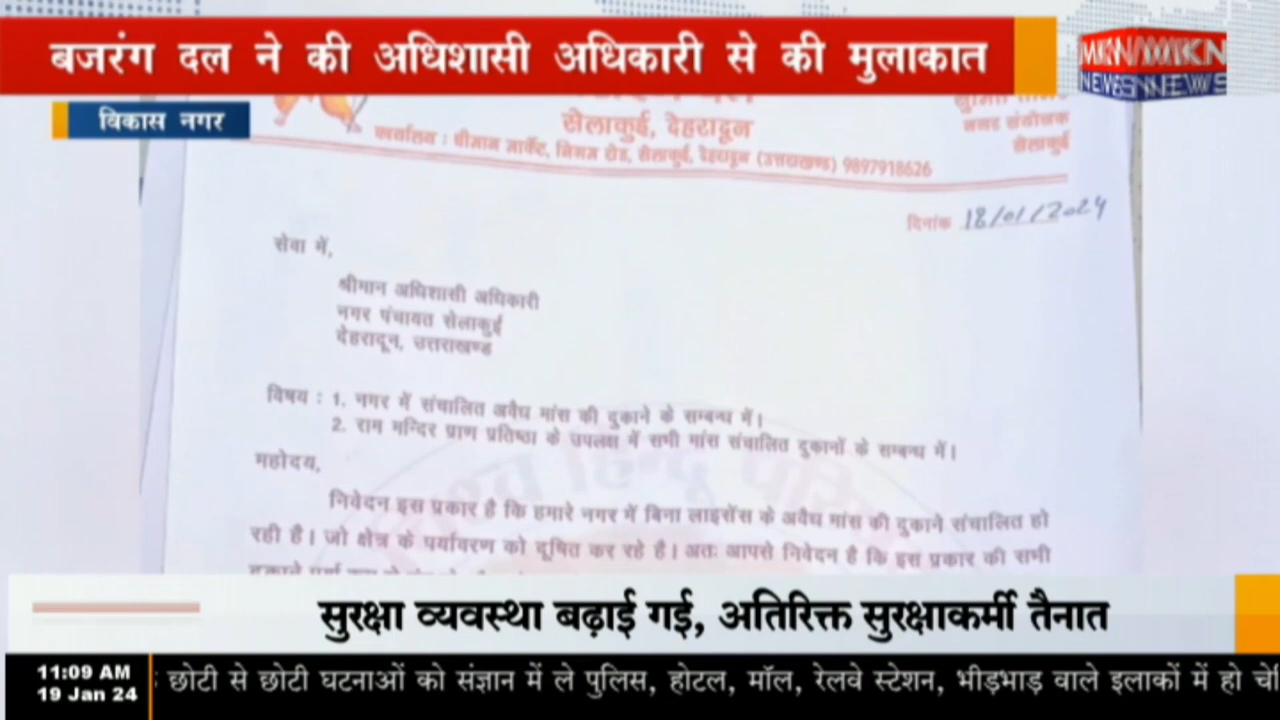 बजरंग दल ने की अधिशासी अधिकारी से की मुलाकात
विकास नगर
सेलाकुई, देहरादून
कार्यालय : धीमान मार्केट, निगम रोड, सेलाकुई, देहरादून (उत्तराखण्ड) 9897918626
नगर संयोजक
सेलाकुई
दिनांक 18/01/2024
सेवा में,
श्रीमान अधिशासी अधिकारी
नगर पंचायत सेलाकुई
देहरादून, उत्तराखण्ड
विषय : 1. नगर में संचालित अवैध मांस की दुकाने के सम्बन्ध में।
2. राम मन्दिर प्राण प्रतिष्ठा के उपलक्ष में सभी मांस संचालित दुकानों के सम्बन्ध में।
महोदय,
निवेदन इस प्रकार है कि हमारे नगर में बिना लाइसेंस के अवैध मांस की दुकाने संचालित हो
रही है। जो क्षेत्र के पर्यावरण को दूषित कर रहे है। अतः आपसे निवेदन है कि इस प्रकार की सभी
सुरक्षा व्यवस्था बढ़ाई गई, अतिरिक्त सुरक्षाकर्मी तैनात
11:09 AM
19 Jan 24
छोटी से छोटी घटनाओं को संज्ञान में ले पुलिस, होटल, मॉल, रेलवे स्टेशन, भीड़भाड़ वाले इलाकों में हो